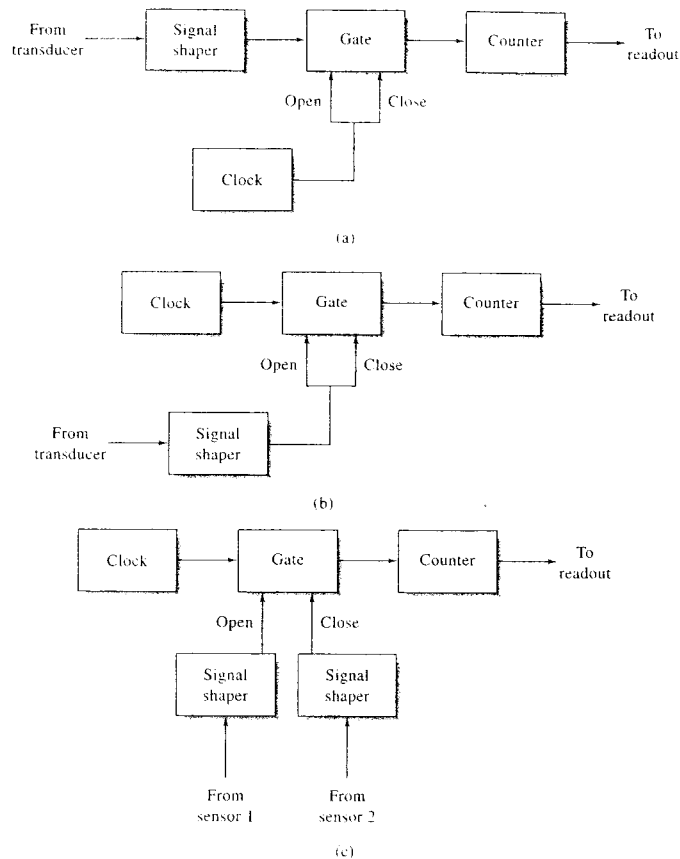 From
transducer
Signal
shaper
Gate
Counter
To
readout
Open
Close
Clock
(a)
Clock
Gate
Counter
To
readout
Open
Close
From
transducer
Signal
shaper
(b)
Clock
Gate
Counter
To
readout
Open
Close
Signal
shaper
Signal
shaper
From
sensor 1
From
sensor 2
(c)